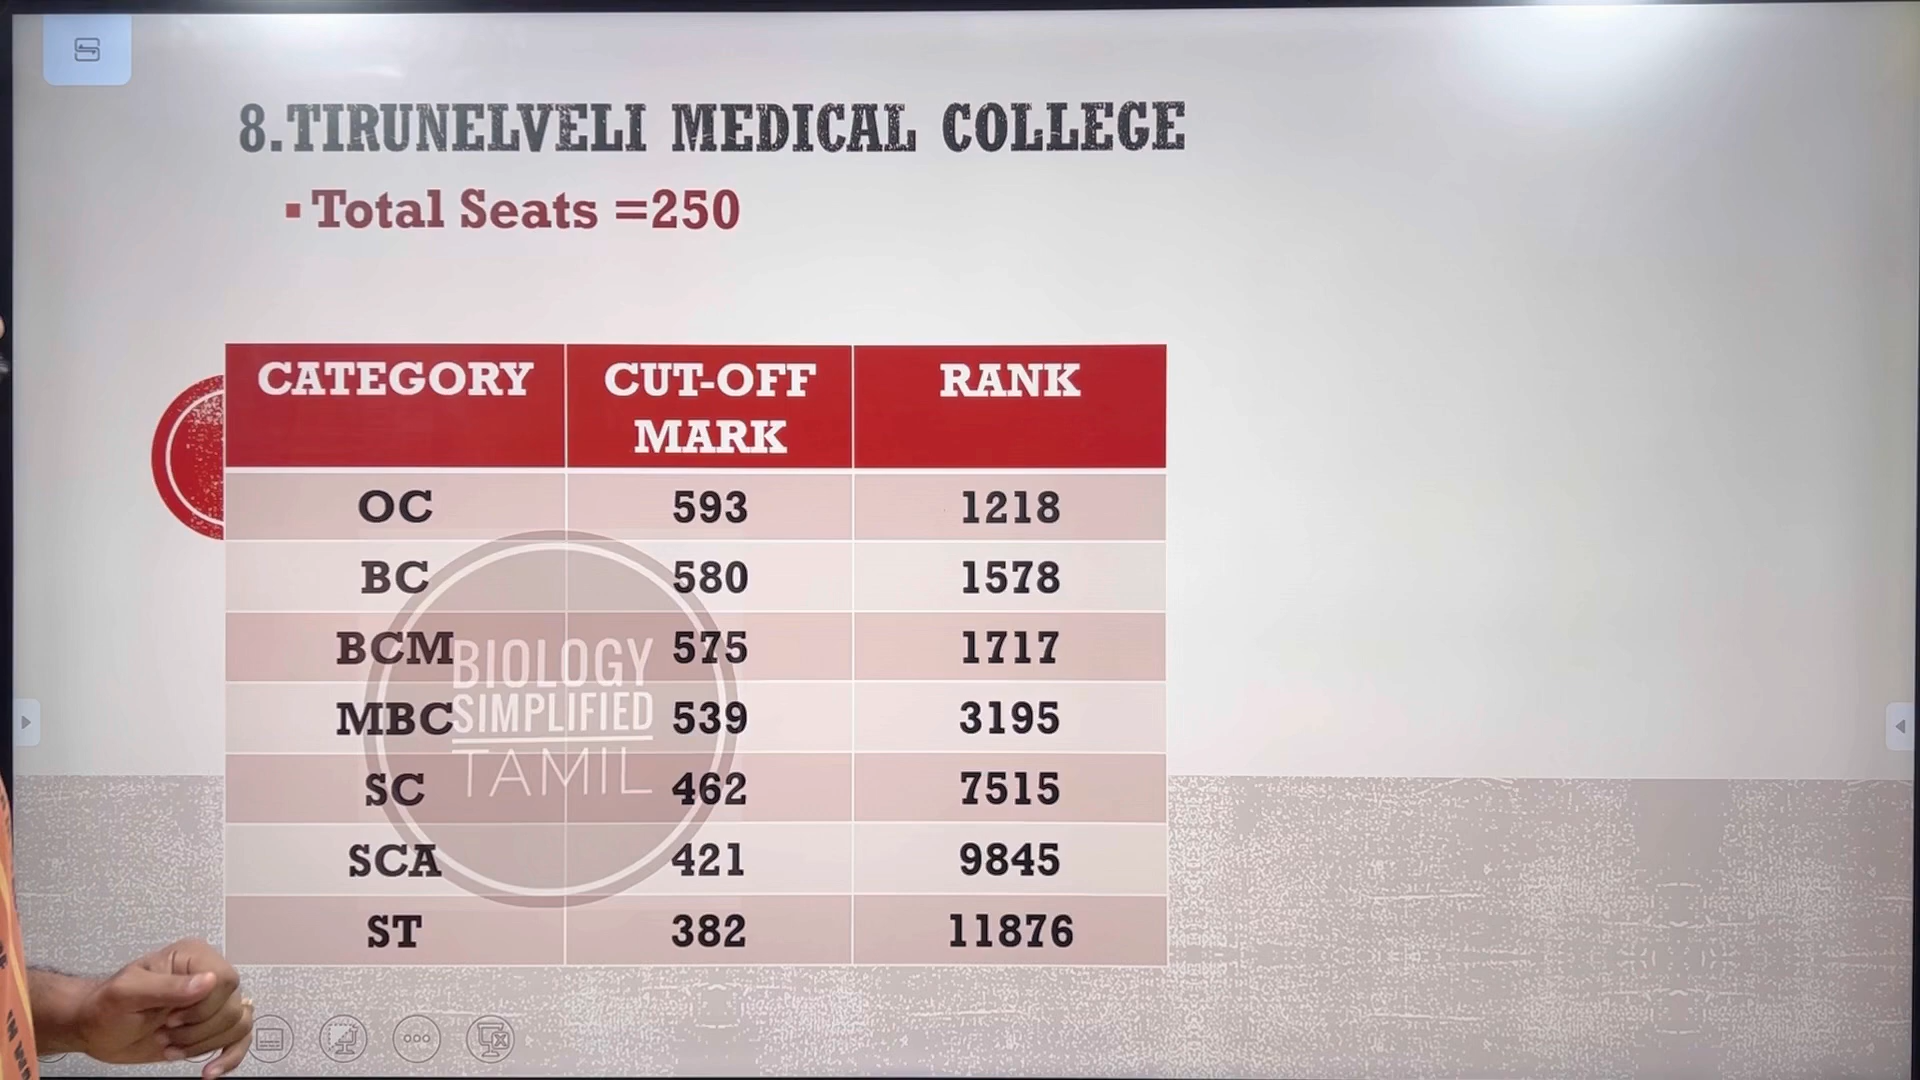 8.TIRUNELVELI MEDICAL COLLEGE
▪ Total Seats =250
CATEGORY CUT-OFF MARK RANK
OC 593 1218
BC 580 1578
BCM 575 1717
MBC 539 3195
SC 462 7515
SCA 421 9845
ST 382 11876
BIOLOGY
SIMPLIFIED
TAMIL